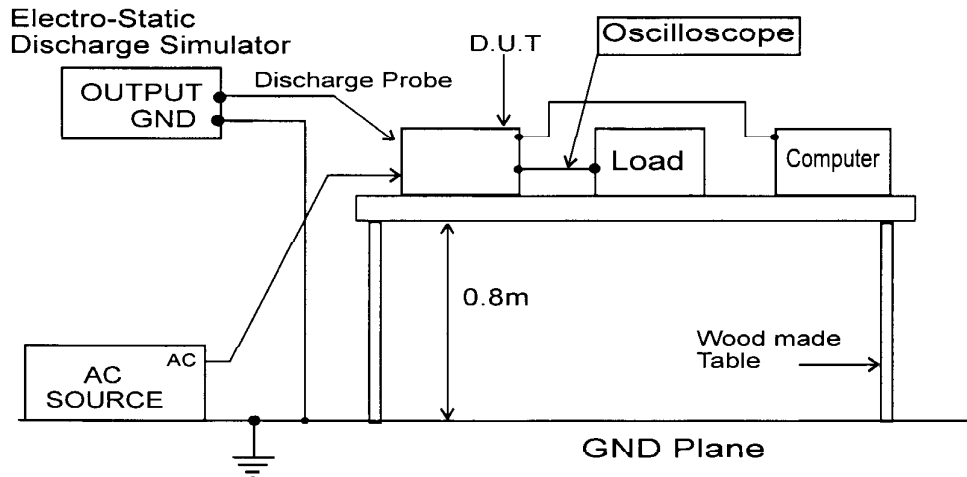 Electro-Static
Discharge Simulator
OUTPUT
GND
Discharge Probe
D.U.T
Oscilloscope
Load
Computer
0.8m
Wood made
Table
AC
AC
SOURCE
GND Plane